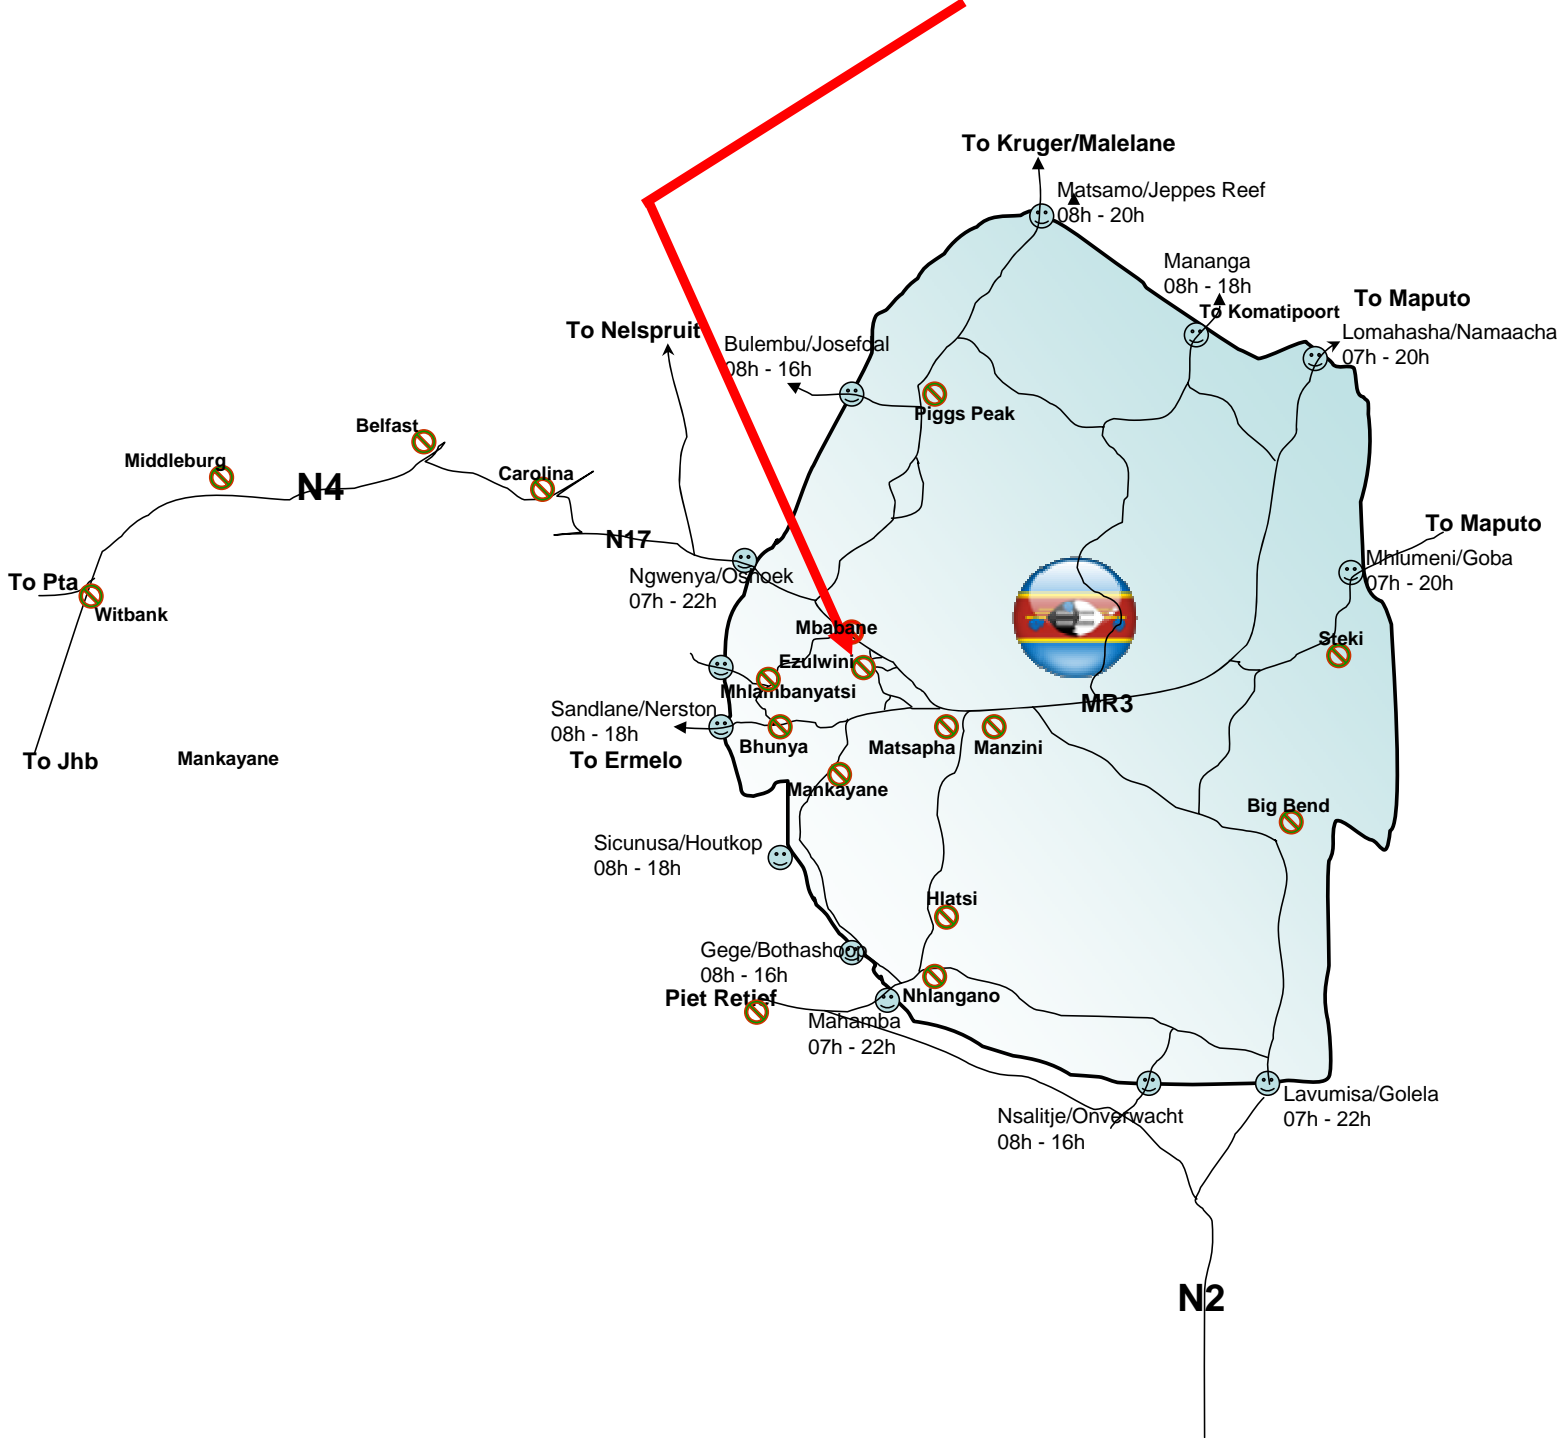 To Kruger/Malelane
Matsamo/Jeppes Reef
08h - 20h
Mananga
08h - 18h
To Komatipoort
To Maputo
Lomahasha/Namaacha
07h - 20h
To Nelspruit
Bulembu/Josefdal
08h - 16h
Piggs Peak
Belfast
Middleburg
N4
Carolina
N17
To Maputo
Mhlumeni/Goba
07h - 20h
Ngwenya/Oshoek
07h - 22h
To Pta
Witbank
Mbabane
Ezulwini
Steki
Mhlambanyatsi
MR3
Sandlane/Nerston
08h - 18h
To Ermelo
Bhunya
Matsapha
Manzini
To Jhb
Mankayane
Mankayane
Big Bend
Sicunusa/Houtkop
08h - 18h
Hlatsi
Gege/Bothashoop
08h - 16h
Piet Retief
Nhlangano
Mahamba
07h - 22h
Nsalitje/Onverwacht
08h - 16h
Lavumisa/Golela
07h - 22h
N2